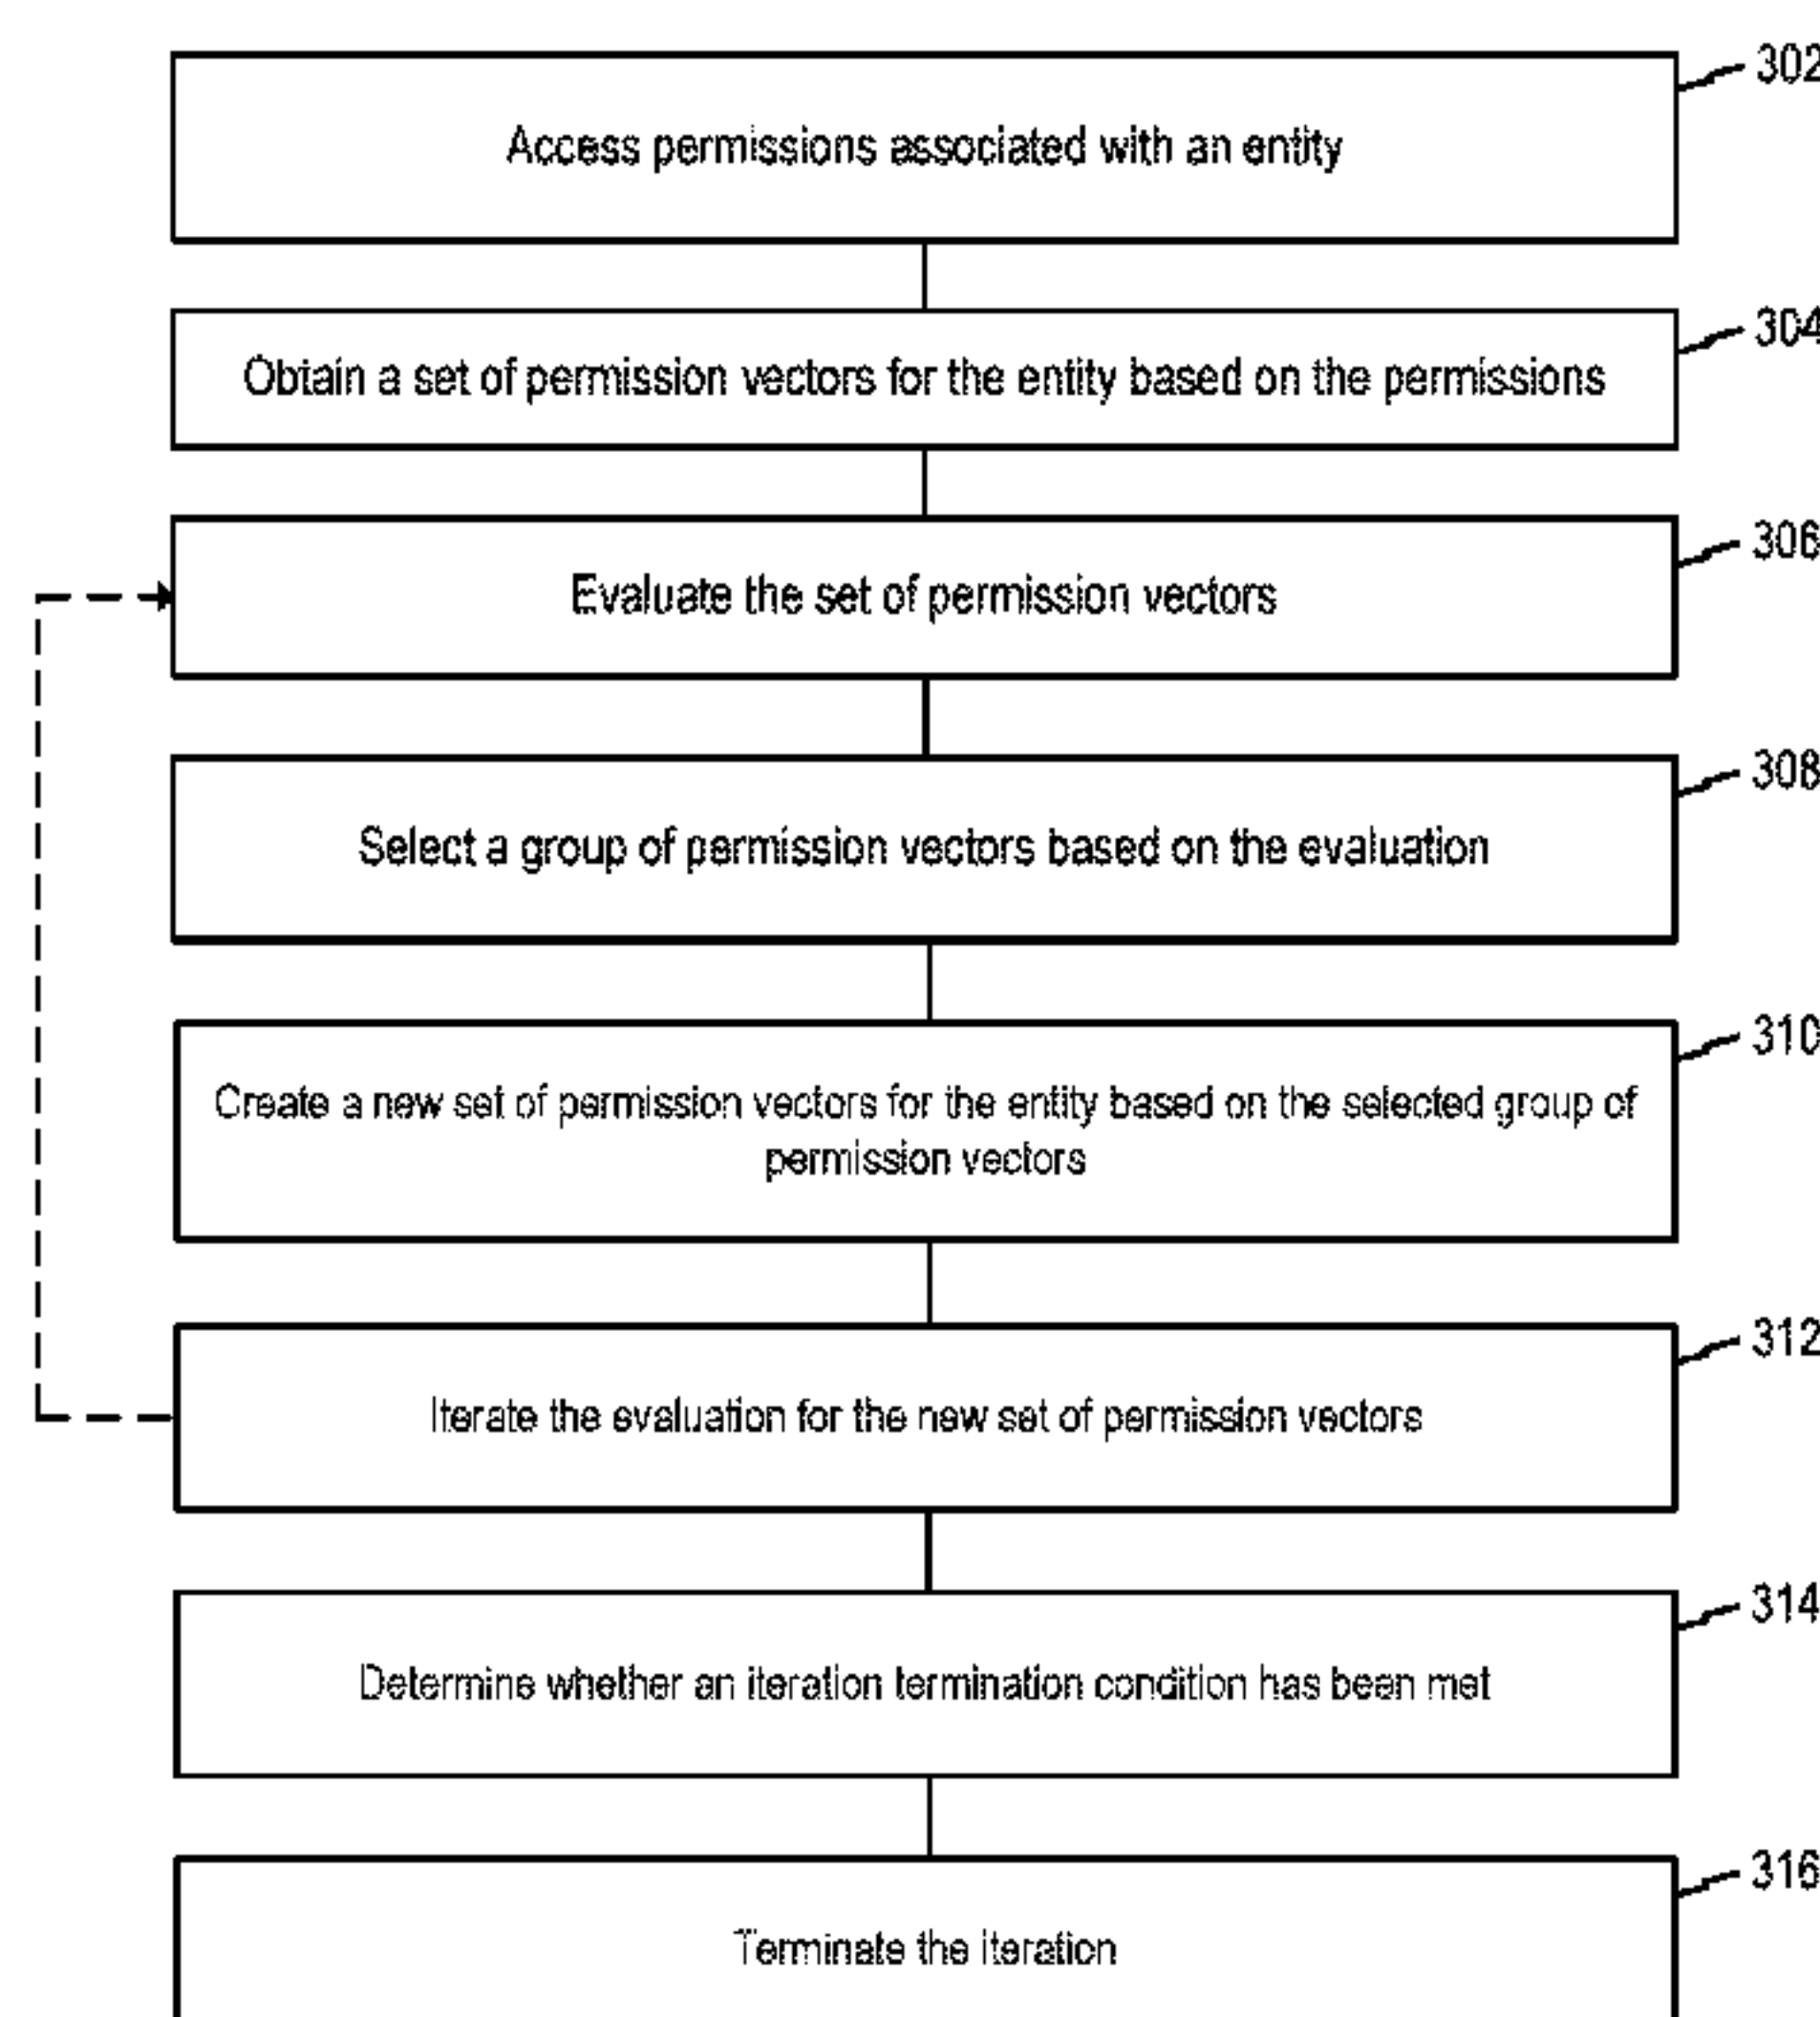 302
Access permissions associated with an entity
304
Obtain a set of permission vectors for the entity based on the permissions
306
Evaluate the set of permission vectors
308
Select a group of permission vectors based on the evaluation
310
Create a new set of permission vectors for the entity based on the selected group of
permission vectors
312
Iterate the evaluation for the new set of permission vectors
314
Determine whether an iteration termination condition has been met
316
Terminate the iteration